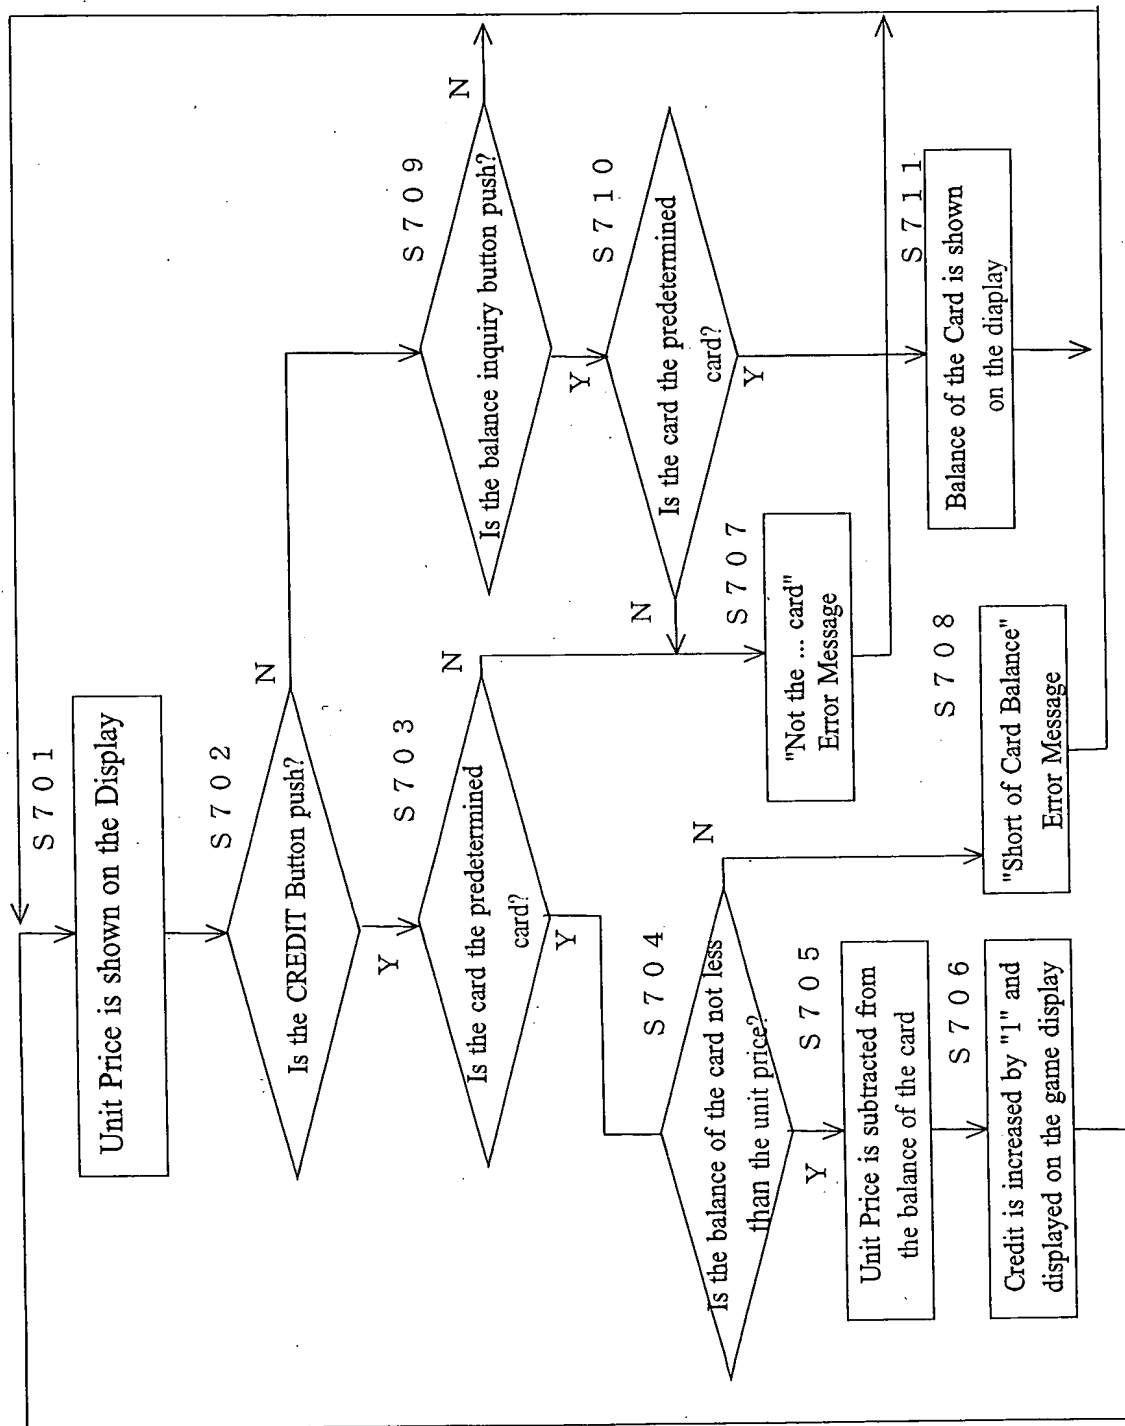 S701
Unit Price is shown on the Display
S702
Is the CREDIT Button push?
N
Y
S703
Is the card the predetermined
card?
N
Y
S704
Is the balance of the card not less
than the unit price?
N
Y
S705
Unit Price is subtracted from
the balance of the card
S706
Credit is increased by "1" and
displayed on the game display
S709
Is the balance inquiry button push?
N
Y
S710
Is the card the predetermined
card?
N
Y
S707
"Not the ... card"
Error Message
S708
"Short of Card Balance"
Error Message
S711
Balance of the Card is shown
on the diaplay